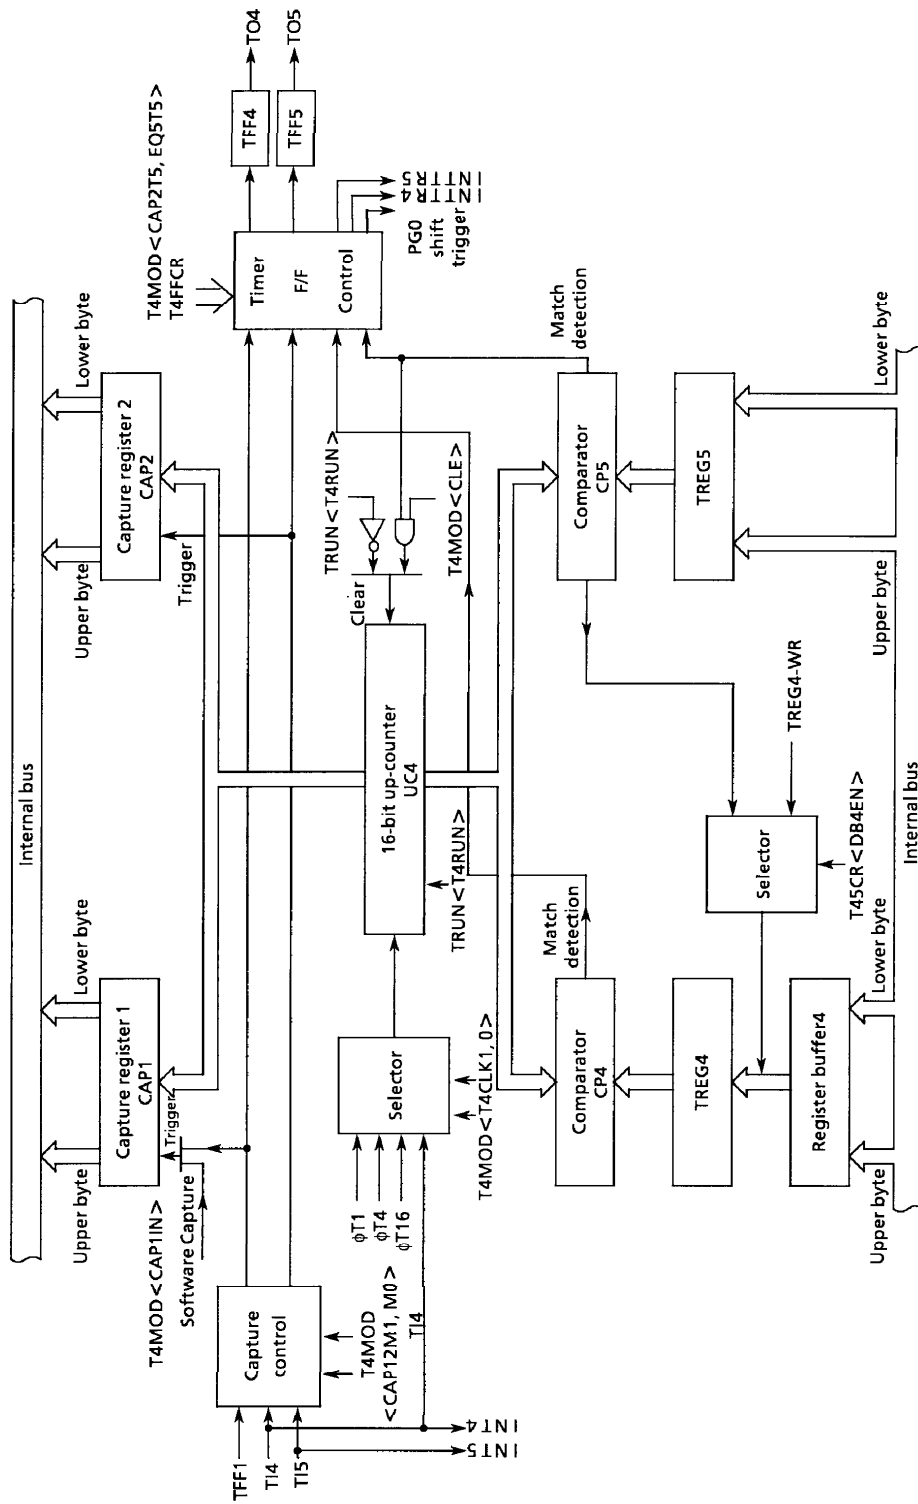 Internal bus
Upper byte
Lower byte
Upper byte
Lower byte
Capture register 1
CAP1
Capture register 2
CAP2
T4MOD<CAP1IN>
Software Capture
Trigger
Trigger
T4MOD<CAP2T5, EQ5T5>
T4FFCR
TFF1
TI4
TI5
Capture
control
T4MOD
<CAP12M1, M0>
INT4
INT5
TI4
Timer
F/F
Control
TFF4
TO4
TFF5
TO5
INTTR5
INTTR4
PG0
shift
trigger
φT1
φT4
φT16
Selector
T4MOD<T4CLK1, 0>
16-bit up-counter
UC4
TRUN<T4RUN>
Clear
TRUN<T4RUN>
T4MOD<CLE>
Match
detection
Match
detection
Comparator
CP4
Comparator
CP5
TREG4
TREG5
Register buffer4
Selector
TREG4-WR
T45CR<DB4EN>
Upper byte
Lower byte
Upper byte
Lower byte
Internal bus